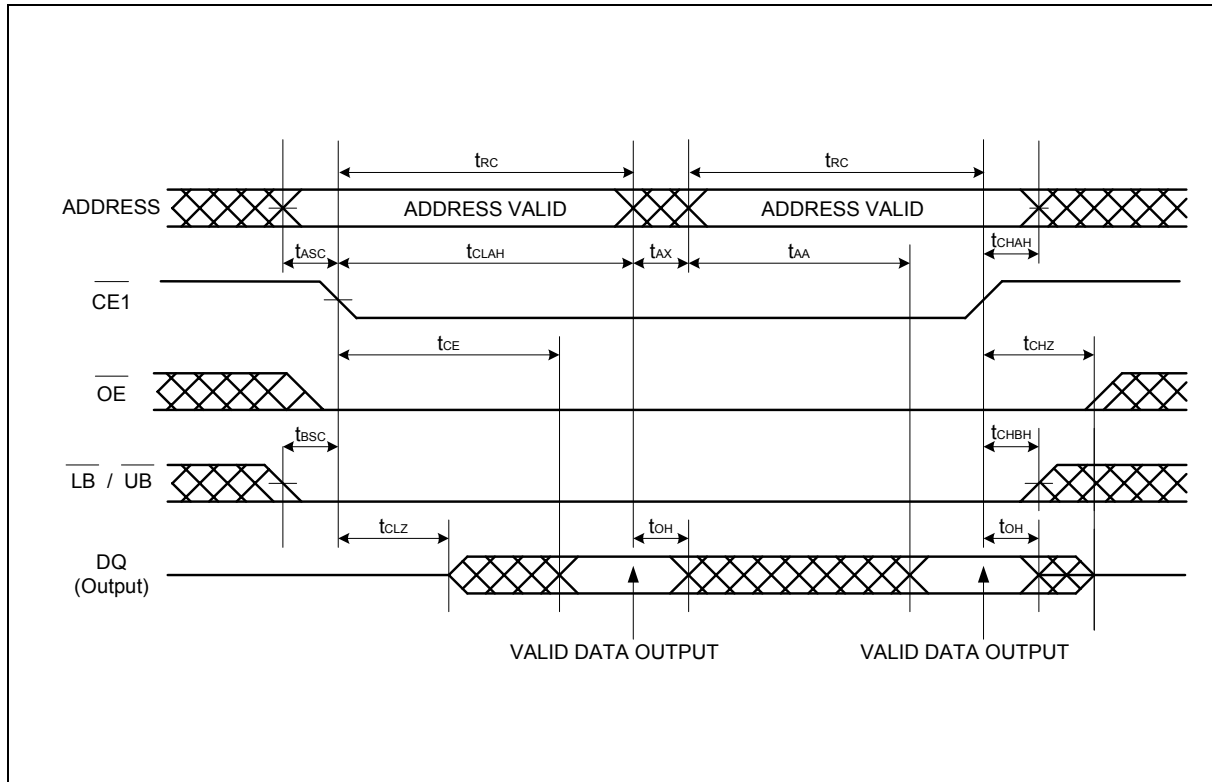 tRC tRC
ADDRESS ADDRESS VALID ADDRESS VALID
tASC tCLAH tAX tAA tCHAH
CE1
tCE tCHZ
OE
tBSC tCHBH
LB / UB
tCLZ tOH tOH
DQ
(Output)
VALID DATA OUTPUT VALID DATA OUTPUT